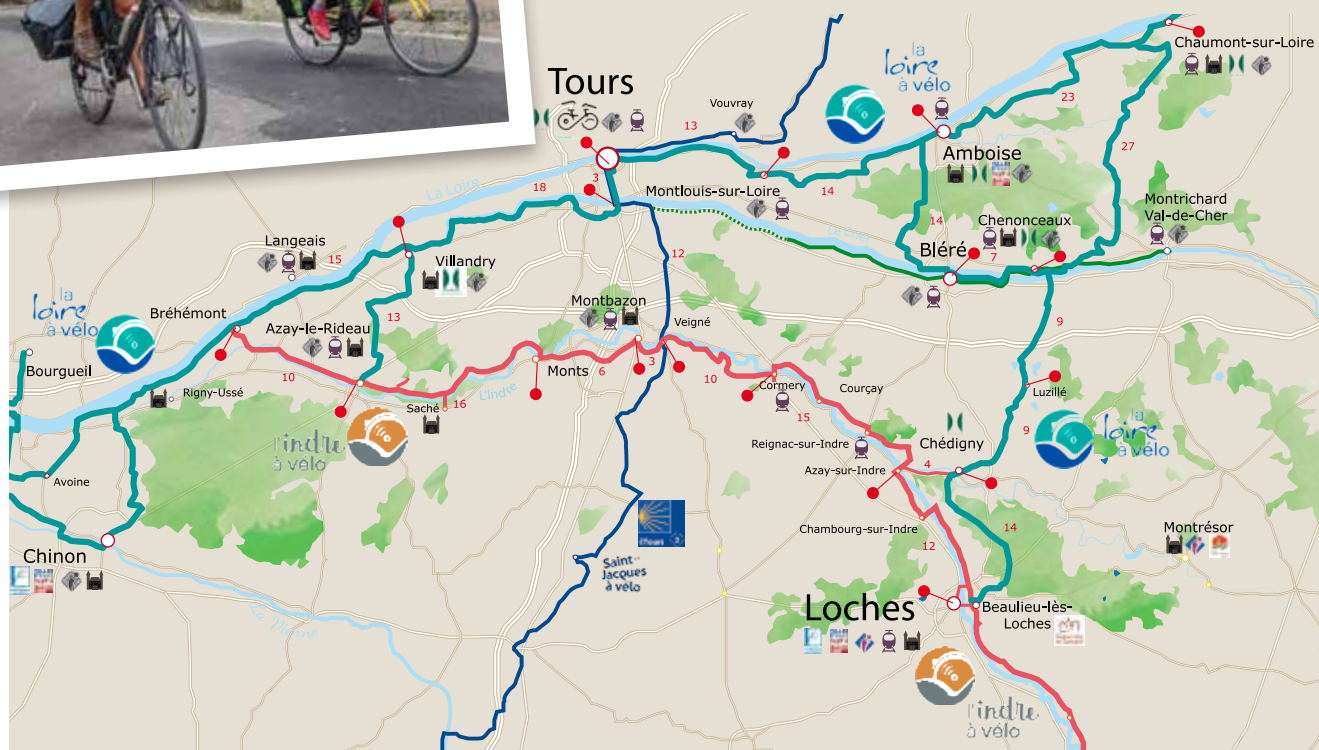 Chaumont-sur-Loire
la
loire
à vélo
Tours
Vouvray
23
13
27
Amboise
La Loire
18
3
Montlouis-sur-Loire
14
Montrichard
Val-de-Cher
Langeais
14
Chenonceaux
Le Cher
15
Villandry
12
Bléré
7
la
loire
à vélo
Bréhémont
Montbazon
13
Azay-le-Rideau
Veigné
9
Bourgueil
10
Monts
6
3
10
Rigny-Ussé
L'Indre
Cormery
Courçay
Luzillé
Saché
16
15
la
loire
à vélo
9
l'indre
à vélo
Reignac-sur-Indre
Chédigny
Azay-sur-Indre
4
Avoine
Chambourg-sur-Indre
14
Montrésor
12
Chinon
Saint-
Jacques
à vélo
La Vienne
Loches
Beaulieu-lès-
Loches
l'indre
à vélo